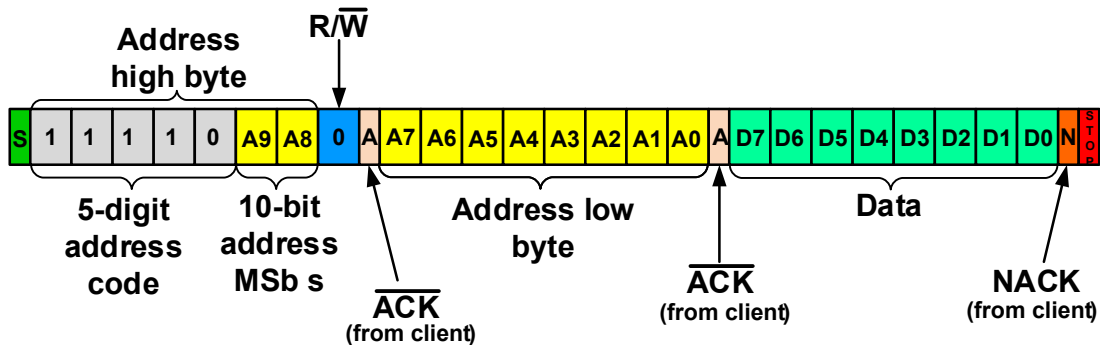 R/W̅
Address
high byte
S 1 1 1 1 0 A9 A8 0 A A7 A6 A5 A4 A3 A2 A1 A0 A D7 D6 D5 D4 D3 D2 D1 D0 N STOP
5-digit
address
code
10-bit
address
MSb s
Address low
byte
Data
A̅C̅K̅
(from client)
A̅C̅K̅
(from client)
NACK
(from client)